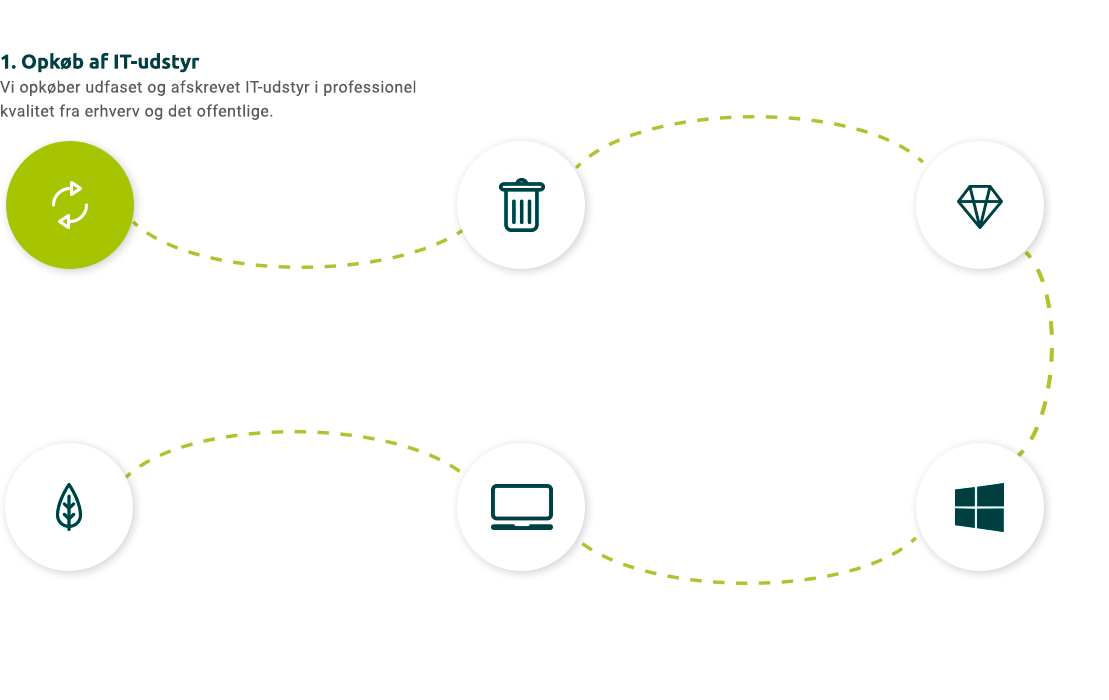 1. Opkøb af IT-udstyr
Vi opkøber udfaset og afskrevet IT-udstyr i professionel
kvalitet fra erhverv og det offentlige.